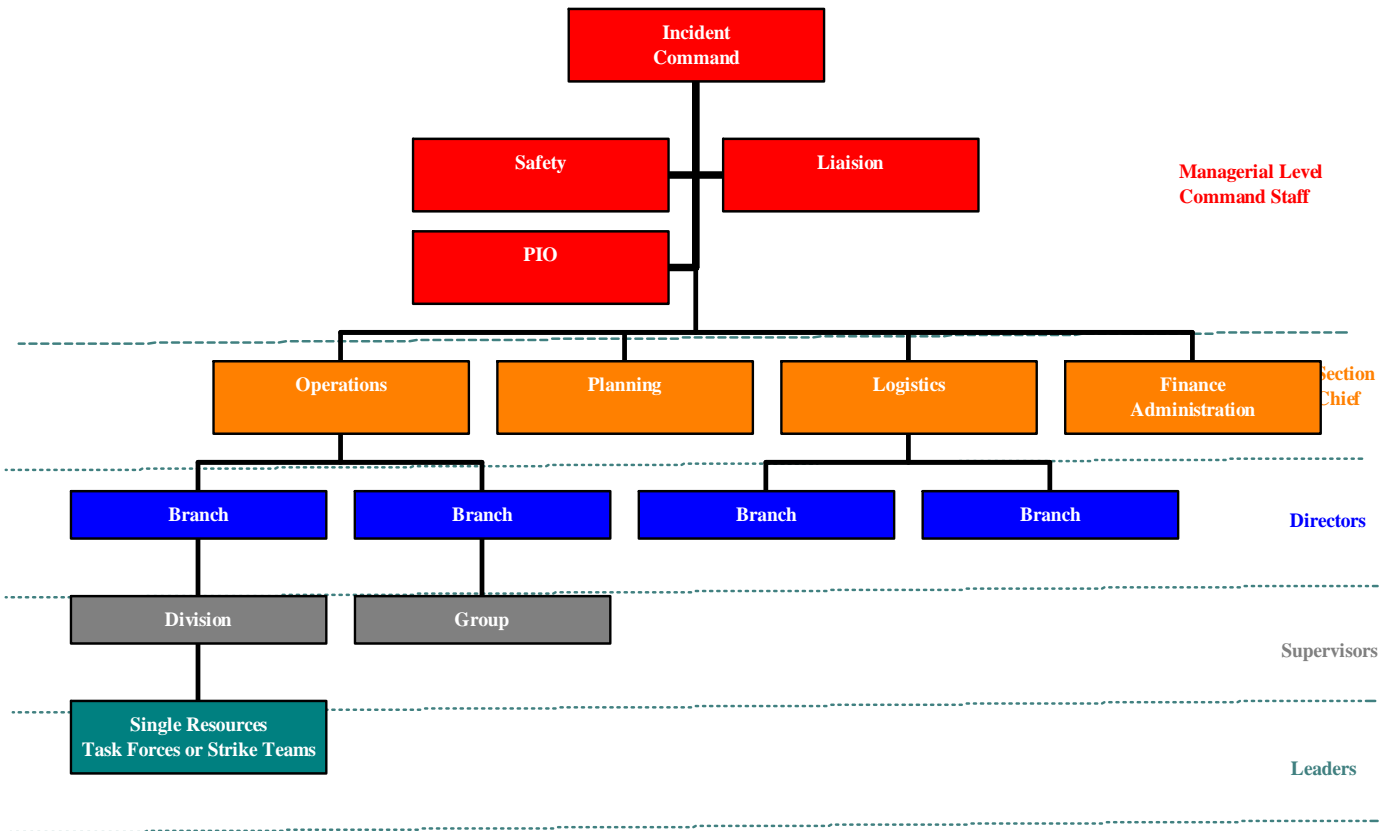 Incident
Command
Safety
Liaision
Managerial Level
Command Staff
PIO
Operations
Planning
Logistics
Finance
Administration
Section
Chief
Branch
Branch
Branch
Branch
Directors
Division
Group
Supervisors
Single Resources
Task Forces or Strike Teams
Leaders